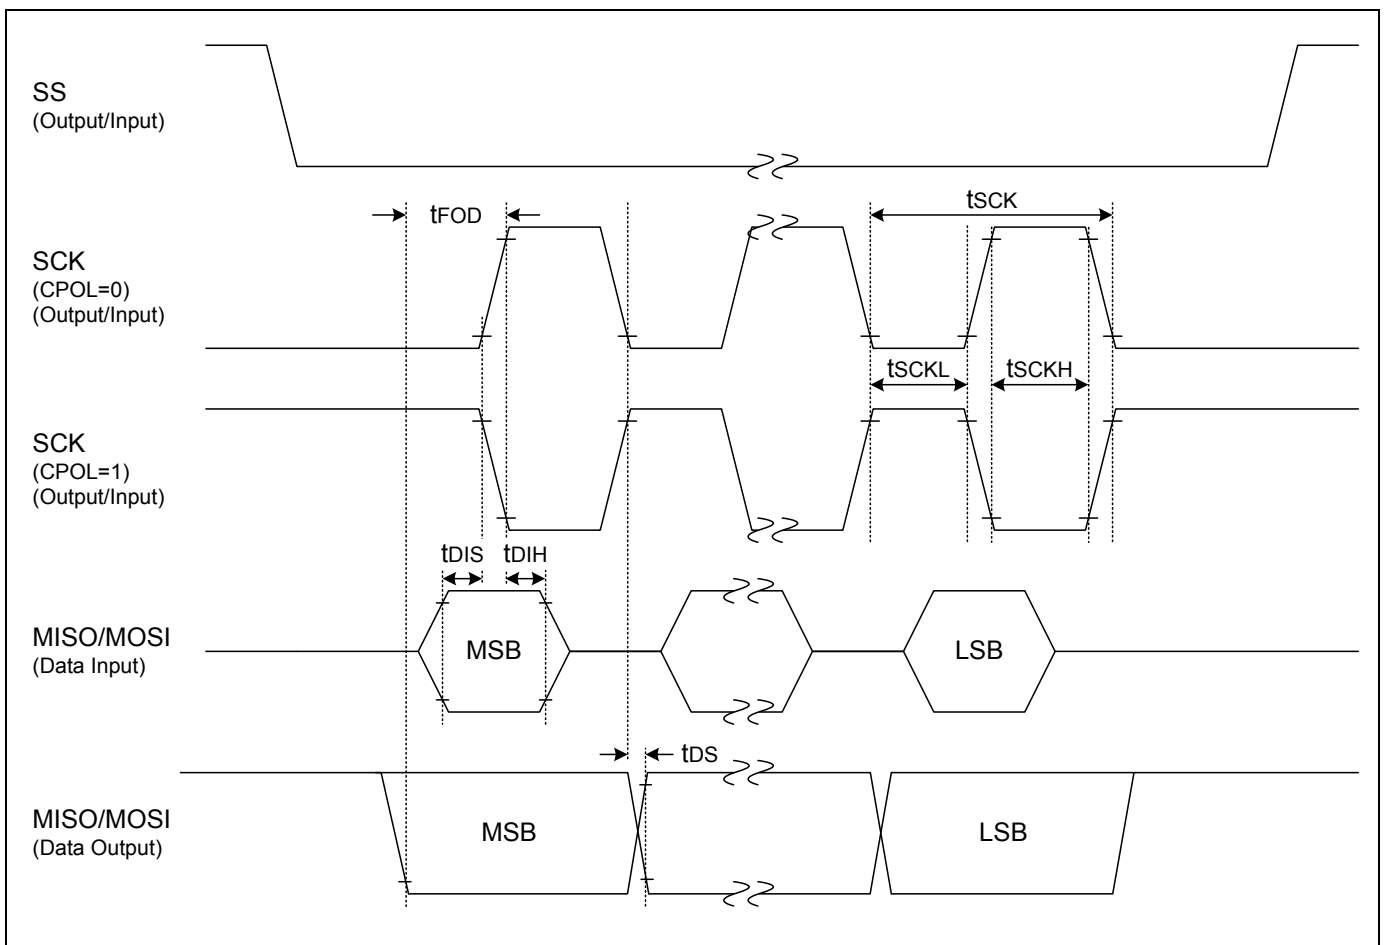 SS
(Output/Input)
tFOD
tSCK
SCK
(CPOL=0)
(Output/Input)
tSCKL
tSCKH
SCK
(CPOL=1)
(Output/Input)
tDIS
tDIH
MISO/MOSI
(Data Input)
MSB
LSB
tDS
MISO/MOSI
(Data Output)
MSB
LSB